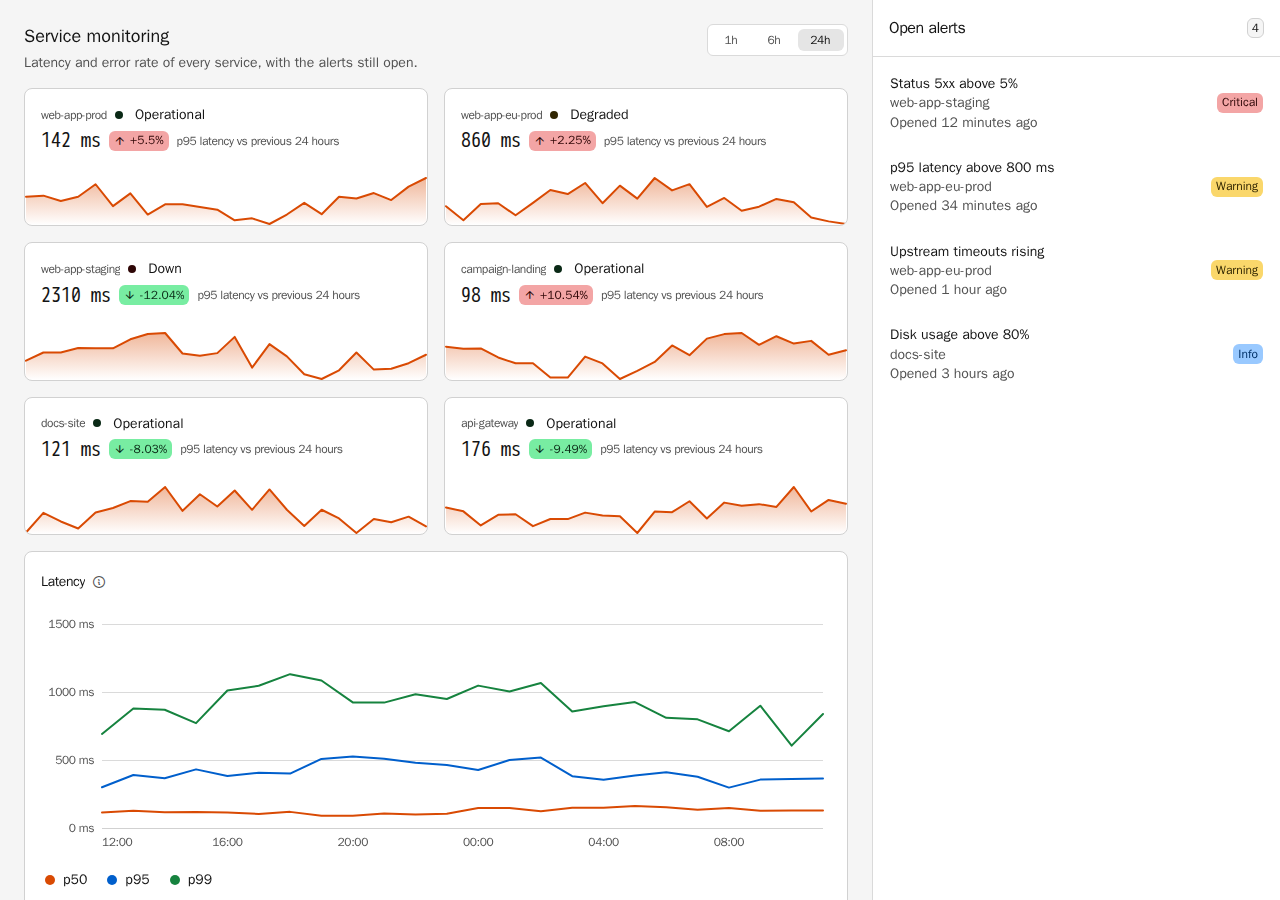 Service monitoring
Latency and error rate of every service, with the alerts still open.
1h 6h 24h
web-app-prod Operational
142 ms +5.5% p95 latency vs previous 24 hours
web-app-eu-prod Degraded
860 ms +2.25% p95 latency vs previous 24 hours
web-app-staging Down
2310 ms -12.04% p95 latency vs previous 24 hours
campaign-landing Operational
98 ms +10.54% p95 latency vs previous 24 hours
docs-site Operational
121 ms -8.03% p95 latency vs previous 24 hours
api-gateway Operational
176 ms -9.49% p95 latency vs previous 24 hours
Latency
1500 ms
1000 ms
500 ms
0 ms
12:00 16:00 20:00 00:00 04:00 08:00
p50 p95 p99
Open alerts 4
Status 5xx above 5%
web-app-staging Critical
Opened 12 minutes ago
p95 latency above 800 ms
web-app-eu-prod Warning
Opened 34 minutes ago
Upstream timeouts rising
web-app-eu-prod Warning
Opened 1 hour ago
Disk usage above 80%
docs-site Info
Opened 3 hours ago